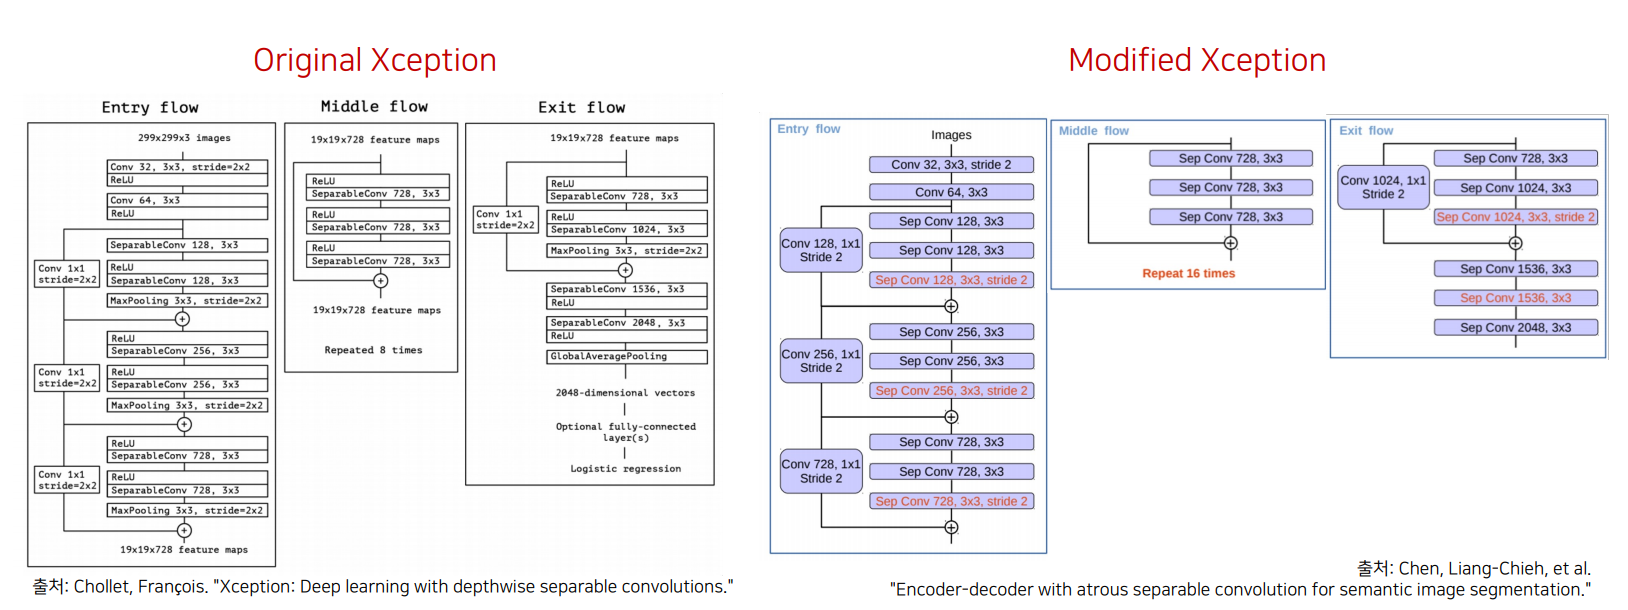 Original Xception
Entry flow
299x299x3 images
Conv 32, 3x3, stride=2x2
ReLU
Conv 64, 3x3
ReLU
SeparableConv 128, 3x3
Conv 1x1
stride=2x2
ReLU
SeparableConv 128, 3x3
MaxPooling 3x3, stride=2x2
+
ReLU
SeparableConv 256, 3x3
Conv 1x1
stride=2x2
ReLU
SeparableConv 256, 3x3
MaxPooling 3x3, stride=2x2
+
ReLU
SeparableConv 728, 3x3
Conv 1x1
stride=2x2
ReLU
SeparableConv 728, 3x3
MaxPooling 3x3, stride=2x2
+
19x19x728 feature maps
Middle flow
19x19x728 feature maps
ReLU
SeparableConv 728, 3x3
ReLU
SeparableConv 728, 3x3
ReLU
SeparableConv 728, 3x3
+
19x19x728 feature maps
Repeated 8 times
Exit flow
19x19x728 feature maps
ReLU
SeparableConv 728, 3x3
Conv 1x1
stride=2x2
ReLU
SeparableConv 1024, 3x3
MaxPooling 3x3, stride=2x2
+
SeparableConv 1536, 3x3
ReLU
SeparableConv 2048, 3x3
ReLU
GlobalAveragePooling
2048-dimensional vectors
Optional fully-connected
layer(s)
Logistic regression
출처: Chollet, François. "Xception: Deep learning with depthwise separable convolutions."
Modified Xception
Entry flow
Images
Conv 32, 3x3, stride 2
Conv 64, 3x3
Sep Conv 128, 3x3
Conv 128, 1x1
Stride 2
Sep Conv 128, 3x3
Sep Conv 128, 3x3, stride 2
+
Sep Conv 256, 3x3
Conv 256, 1x1
Stride 2
Sep Conv 256, 3x3
Sep Conv 256, 3x3, stride 2
+
Sep Conv 728, 3x3
Conv 728, 1x1
Stride 2
Sep Conv 728, 3x3
Sep Conv 728, 3x3, stride 2
+
Middle flow
Sep Conv 728, 3x3
Sep Conv 728, 3x3
Sep Conv 728, 3x3
+
Repeat 16 times
Exit flow
Sep Conv 728, 3x3
Conv 1024, 1x1
Stride 2
Sep Conv 1024, 3x3
Sep Conv 1024, 3x3, stride 2
+
Sep Conv 1536, 3x3
Sep Conv 1536, 3x3
Sep Conv 2048, 3x3
출처: Chen, Liang-Chieh, et al.
"Encoder-decoder with atrous separable convolution for semantic image segmentation."